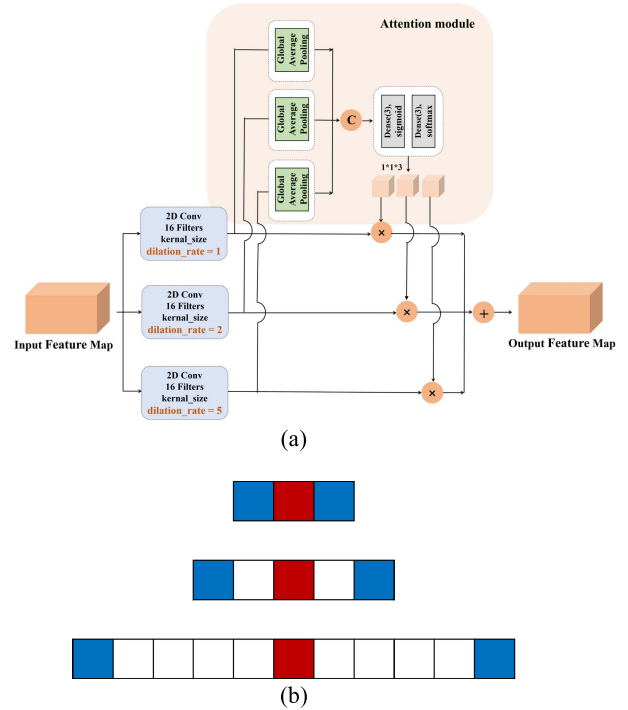 Attention module
Global
Average
Pooling
Global
Average
Pooling
Global
Average
Pooling
C
Dense(3),
sigmoid
Dense(3),
softmax
1*1*3
2D Conv
16 Filters
kernal_size
dilation_rate = 1
×
2D Conv
16 Filters
kernel_size
dilation_rate = 2
×
+
Input Feature Map
Output Feature Map
2D Conv
16 Filters
kernel_size
dilation_rate = 5
×
(a)
(b)